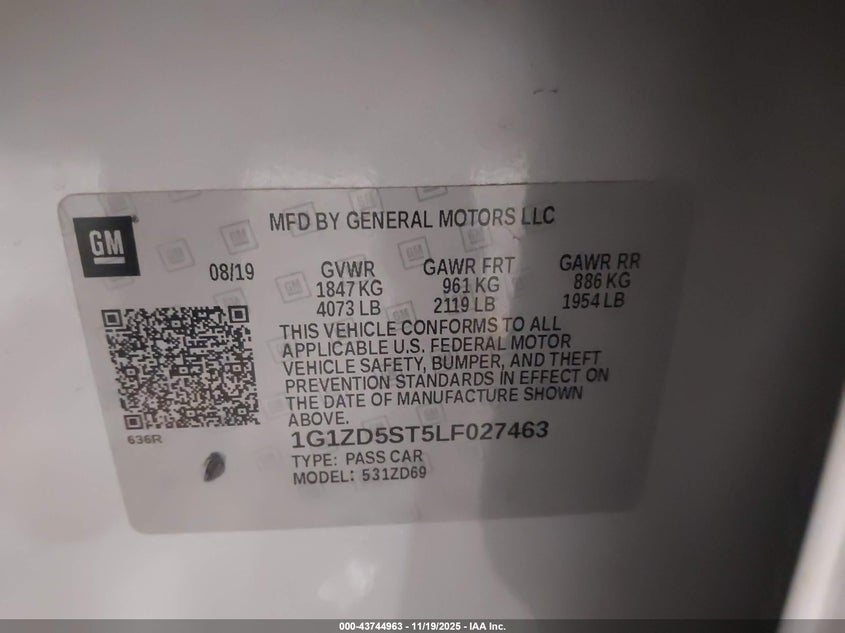 MFD BY GENERAL MOTORS LLC
GM
08/19
GVWR GAWR FRT GAWR RR
1847 KG 961 KG 886 KG
4073 LB 2119 LB 1954 LB
THIS VEHICLE CONFORMS TO ALL
APPLICABLE U.S. FEDERAL MOTOR
VEHICLE SAFETY, BUMPER, AND THEFT
PREVENTION STANDARDS IN EFFECT ON
THE DATE OF MANUFACTURE SHOWN
ABOVE.
636R
1G1ZD5ST5LF027463
TYPE: PASS CAR
MODEL: 531ZD69
000-43744963 - 11/19/2025 - IAA Inc.